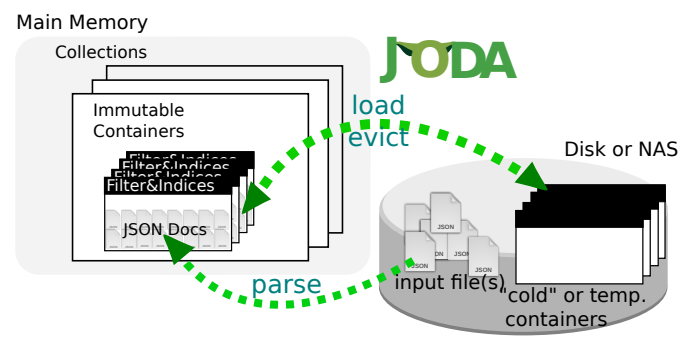 Main Memory
Collections
Immutable
Containers
Filter&Indices
Filter&Indices
Filter&Indices
Filter&Indices
JSON Docs
JODA
load
evict
Disk or NAS
JSON
JSON
JSON
JSON
JSON
parse
input file(s)
"cold" or temp.
containers